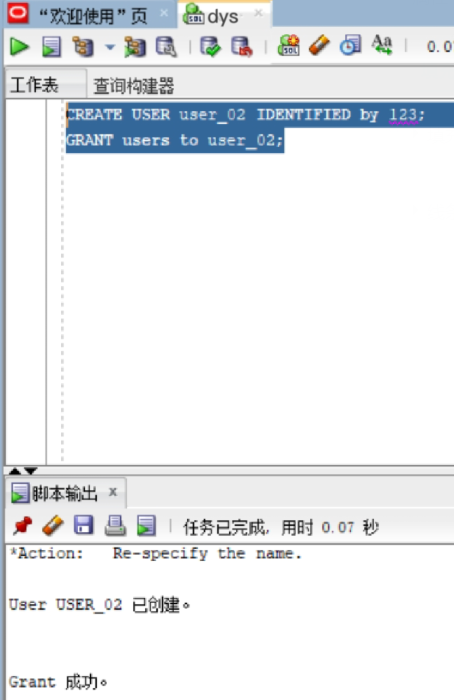 “欢迎使用”页 × dys ×
SQL Aa 0.0
工作表 查询构建器
CREATE USER user_02 IDENTIFIED by 123;
GRANT users to user_02;
脚本输出 ×
任务已完成, 用时 0.07 秒
*Action: Re-specify the name.
User USER_02 已创建。
Grant 成功。